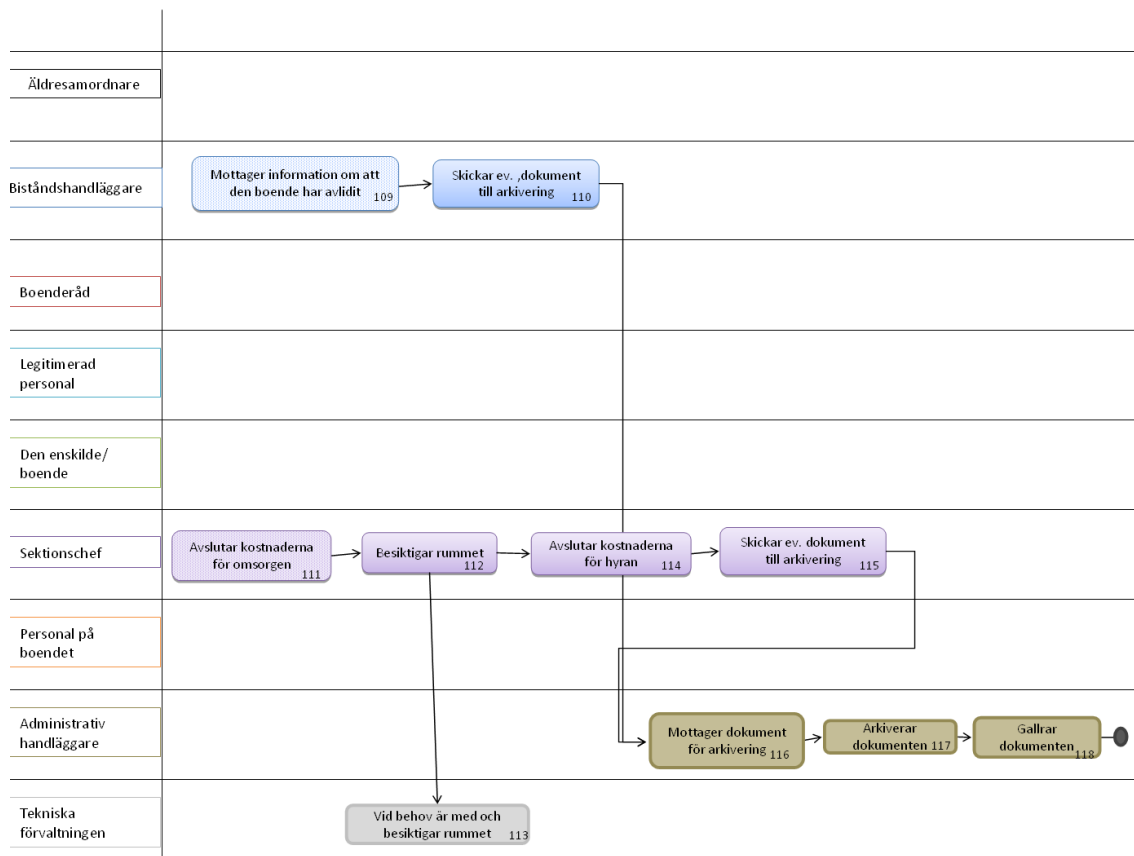 Äldresamordnare
Biståndshandläggare
Mottager information om att
den boende har avlidit 109
Skickar ev. ,dokument
till arkivering 110
Boenderåd
Legitimerad
personal
Den enskilde/
boende
Sektionschef
Avslutar kostnaderna
för omsorgen
111
Besiktigar rummet
112
Avslutar kostnaderna
för hyran 114
Skickar ev. dokument
till arkivering 115
Personal på
boendet
Administrativ
handläggare
Mottager dokument
för arkivering 116
Arkiverar
dokumenten 117
Gallrar
dokumenten
118
Tekniska
förvaltningen
Vid behov är med och
besiktigar rummet 113